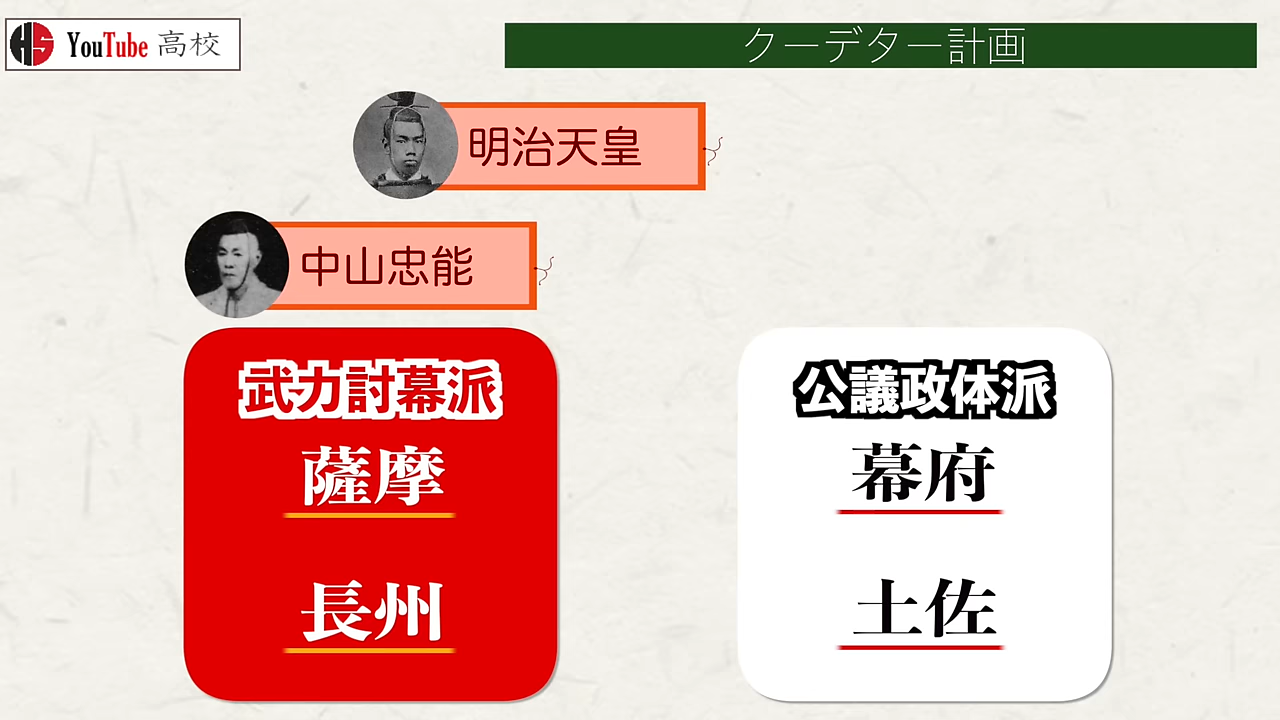 HS YouTube 高校
クーデター計画
明治天皇
中山忠能
武力討幕派
薩摩
長州
公議政体派
幕府
土佐